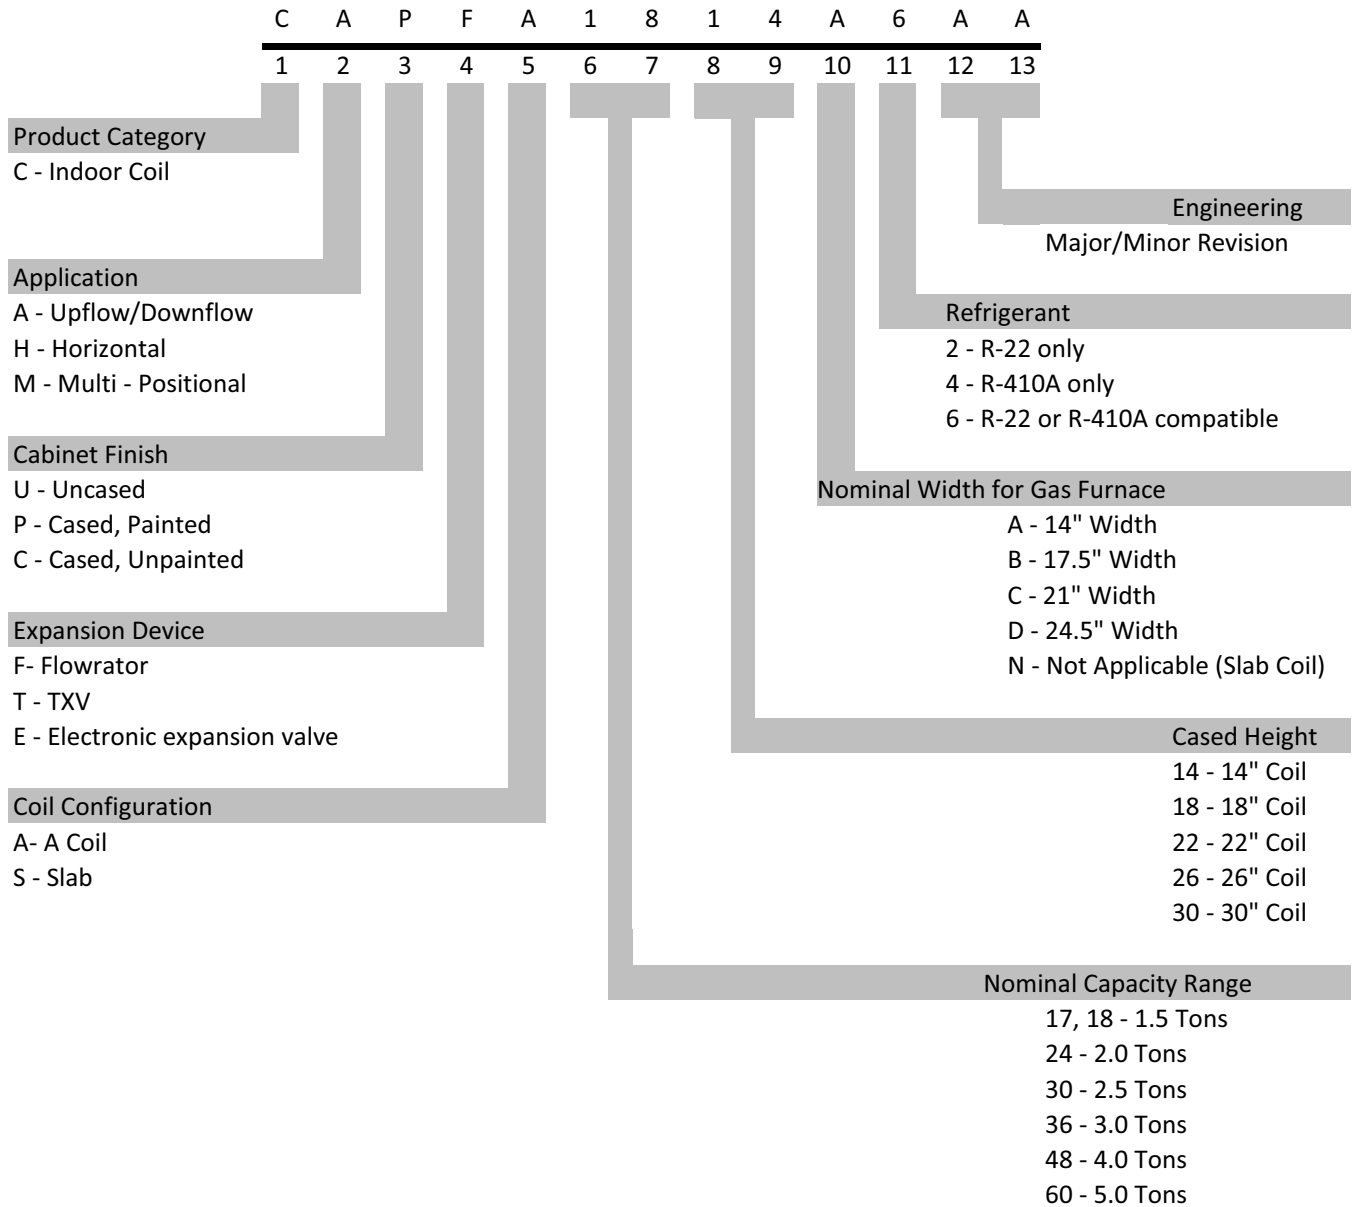 C A P F A 1 8 1 4 A 6 A A
1 2 3 4 5 6 7 8 9 10 11 12 13
Product Category
C - Indoor Coil
Application
A - Upflow/Downflow
H - Horizontal
M - Multi - Positional
Cabinet Finish
U - Uncased
P - Cased, Painted
C - Cased, Unpainted
Expansion Device
F- Flowrator
T - TXV
E - Electronic expansion valve
Coil Configuration
A- A Coil
S - Slab
Engineering
Major/Minor Revision
Refrigerant
2 - R-22 only
4 - R-410A only
6 - R-22 or R-410A compatible
Nominal Width for Gas Furnace
A - 14" Width
B - 17.5" Width
C - 21" Width
D - 24.5" Width
N - Not Applicable (Slab Coil)
Cased Height
14 - 14" Coil
18 - 18" Coil
22 - 22" Coil
26 - 26" Coil
30 - 30" Coil
Nominal Capacity Range
17, 18 - 1.5 Tons
24 - 2.0 Tons
30 - 2.5 Tons
36 - 3.0 Tons
48 - 4.0 Tons
60 - 5.0 Tons